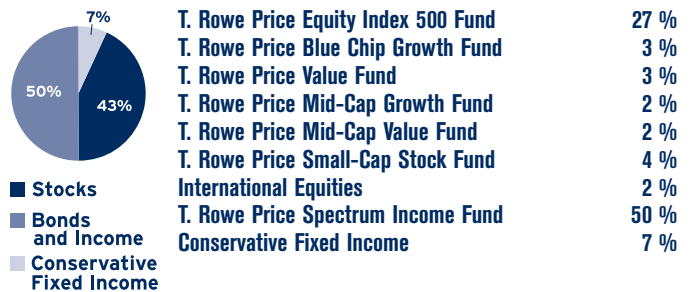 7%
50%
43%
Stocks
Bonds
and Income
Conservative
Fixed Income
T. Rowe Price Equity Index 500 Fund 27 %
T. Rowe Price Blue Chip Growth Fund 3 %
T. Rowe Price Value Fund 3 %
T. Rowe Price Mid-Cap Growth Fund 2 %
T. Rowe Price Mid-Cap Value Fund 2 %
T. Rowe Price Small-Cap Stock Fund 4 %
International Equities 2 %
T. Rowe Price Spectrum Income Fund 50 %
Conservative Fixed Income 7 %